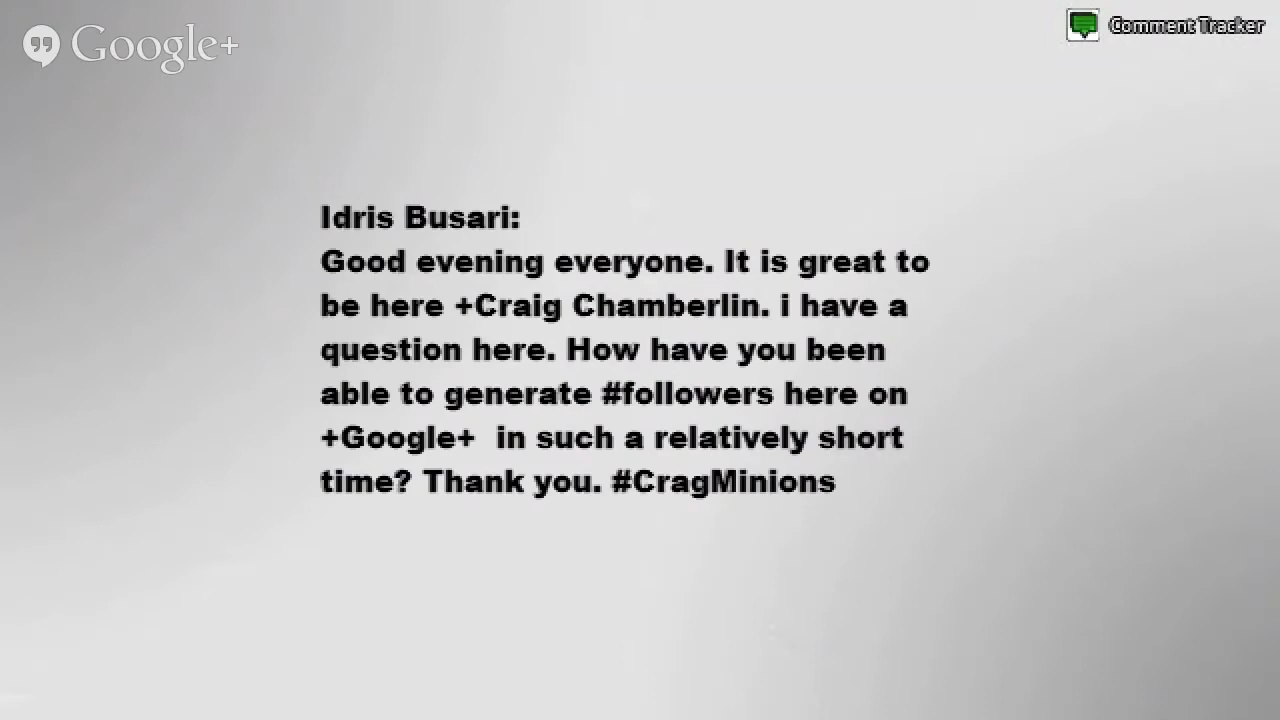 Google+
Comment Tracker
Idris Busari:
Good evening everyone. It is great to
be here +Craig Chamberlin. i have a
question here. How have you been
able to generate #followers here on
+Google+  in such a relatively short
time? Thank you. #CragMinions